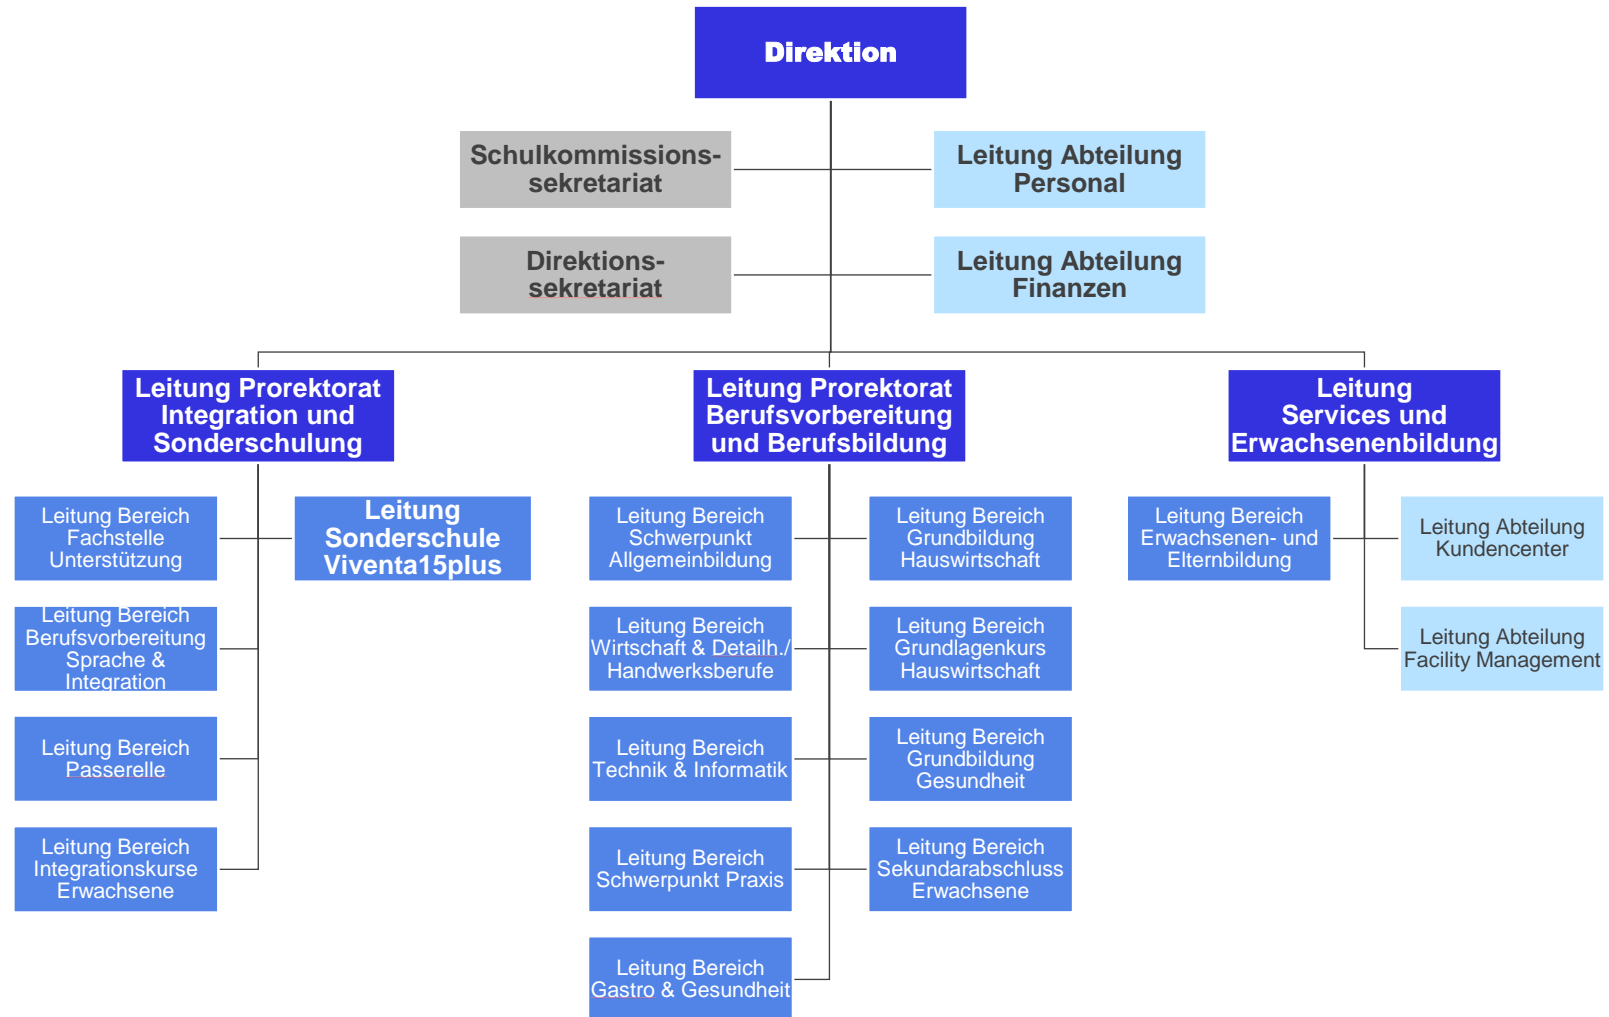 Direktion
Schulkommissions-
sekretariat
Leitung Abteilung
Personal
Direktions-
sekretariat
Leitung Abteilung
Finanzen
Leitung Prorektorat
Integration und
Sonderschulung
Leitung Prorektorat
Berufsvorbereitung
und Berufsbildung
Leitung
Services und
Erwachsenenbildung
Leitung Bereich
Fachstelle
Unterstützung
Leitung
Sonderschule
Viventa15plus
Leitung Bereich
Berufsvorbereitung
Sprache &
Integration
Leitung Bereich
Passerelle
Leitung Bereich
Integrationskurse
Erwachsene
Leitung Bereich
Schwerpunkt
Allgemeinbildung
Leitung Bereich
Grundbildung
Hauswirtschaft
Leitung Bereich
Wirtschaft & Detailh./
Handwerksberufe
Leitung Bereich
Grundlagenkurs
Hauswirtschaft
Leitung Bereich
Technik & Informatik
Leitung Bereich
Grundbildung
Gesundheit
Leitung Bereich
Schwerpunkt Praxis
Leitung Bereich
Sekundarabschluss
Erwachsene
Leitung Bereich
Gastro & Gesundheit
Leitung Bereich
Erwachsenen- und
Elternbildung
Leitung Abteilung
Kundencenter
Leitung Abteilung
Facility Management